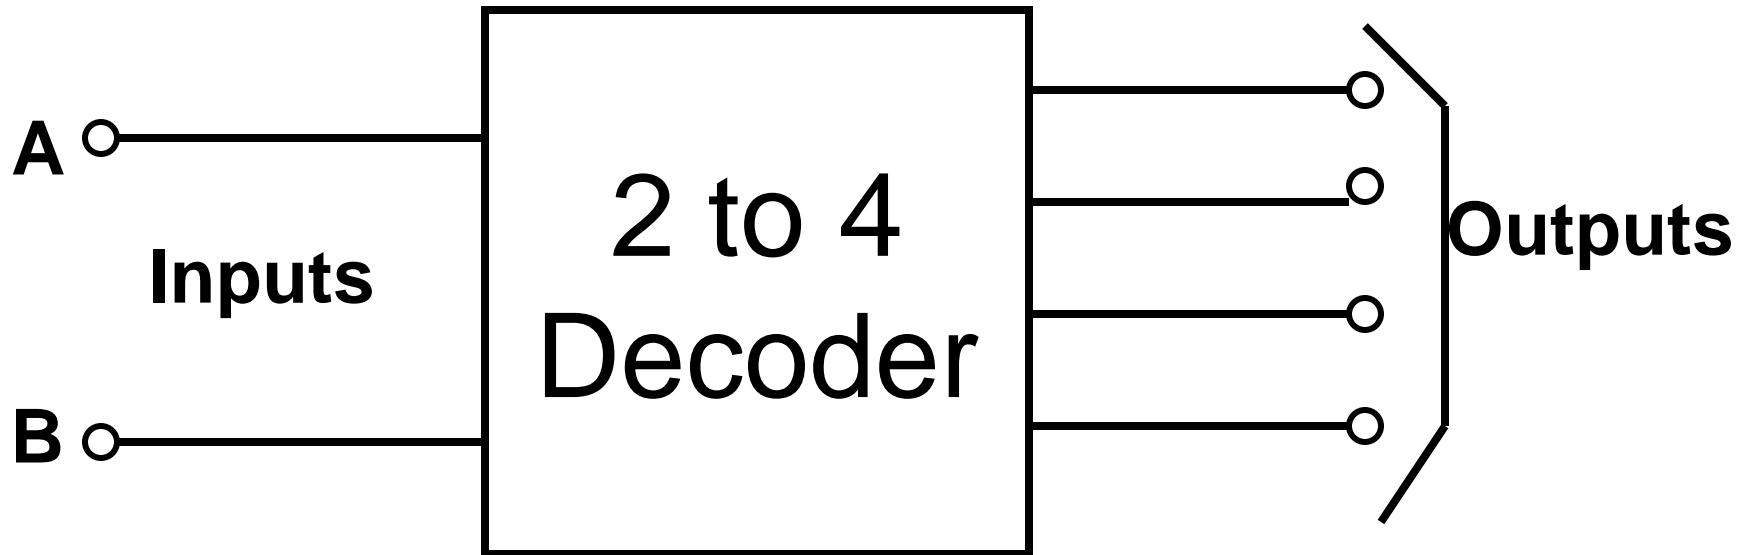 A
Inputs
B
2 to 4
Decoder
Outputs